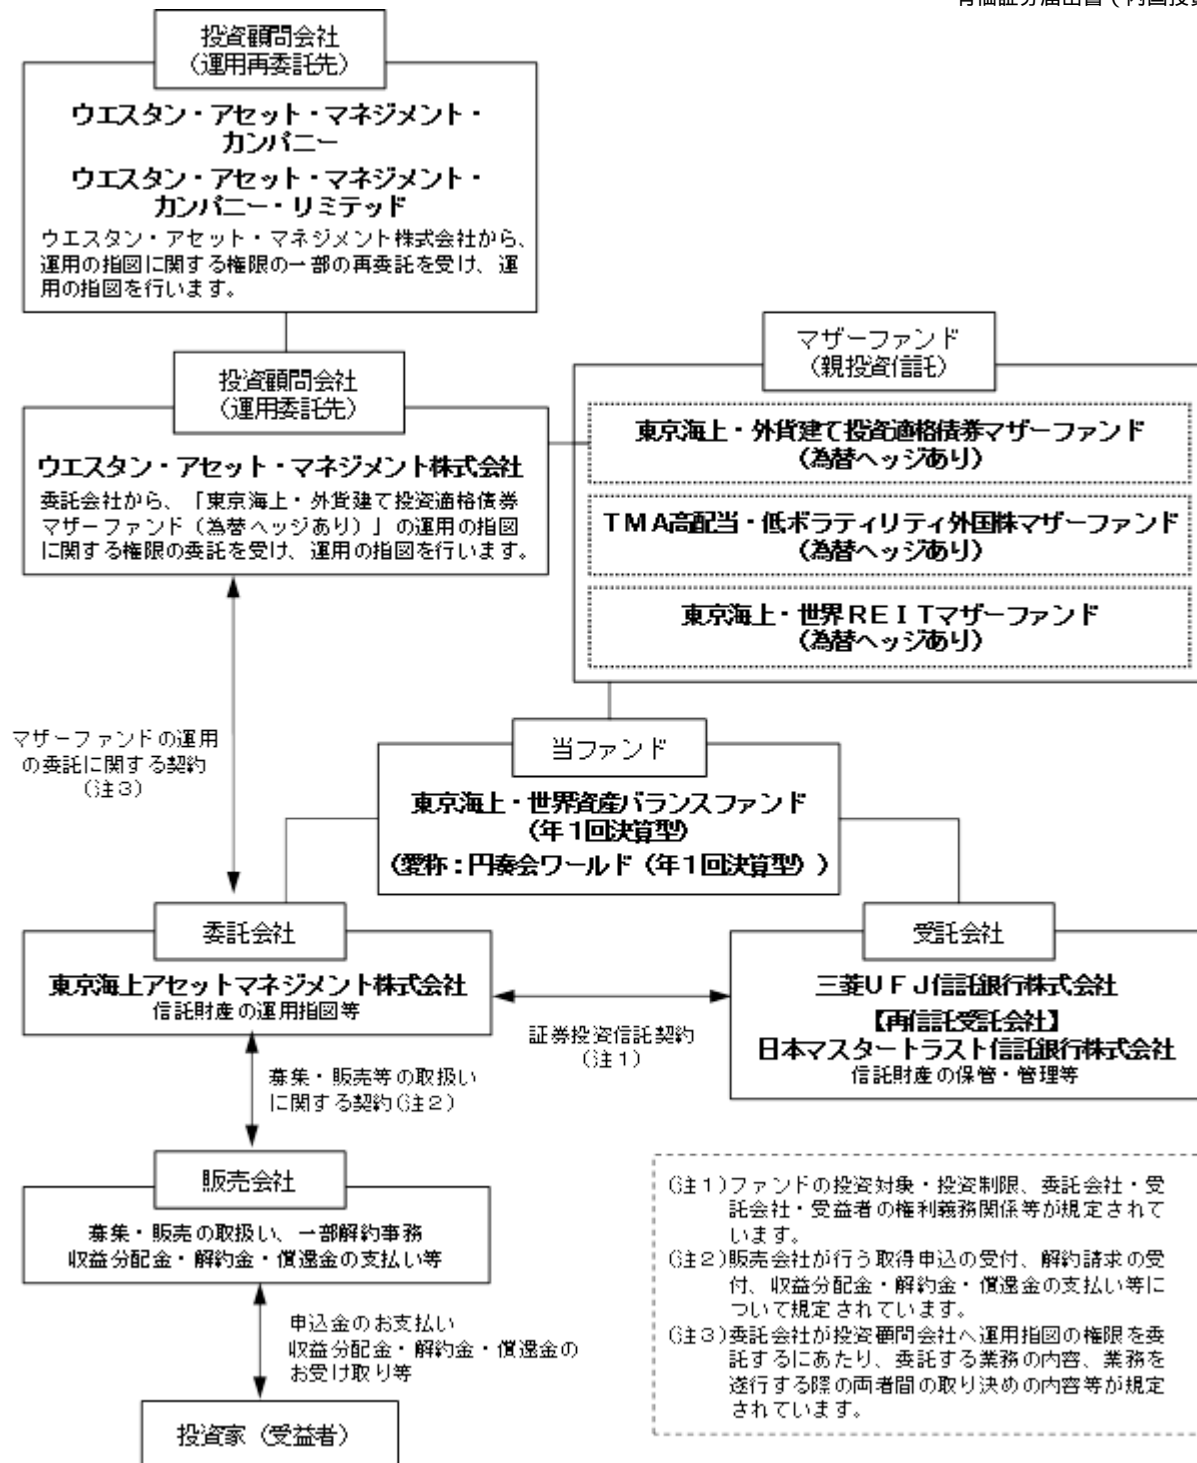 有価証券届出書(内国投資
投資顧問会社
(運用再委託先)
ウエスタン・アセット・マネジメント・
カンパニー
ウエスタン・アセット・マネジメント・
カンパニー・リミテッド
ウエスタン・アセット・マネジメント株式会社から、
運用の指図に関する権限の一部の再委託を受け、運
用の指図を行います。
投資顧問会社
(運用委託先)
ウエスタン・アセット・マネジメント株式会社
委託会社から、「東京海上・外貨建て投資適格債券
マザーファンド(為替ヘッジあり)」の運用の指図
に関する権限の委託を受け、運用の指図を行います。
マザーファンド
(親投資信託)
東京海上・外貨建て投資適格債券マザーファンド
(為替ヘッジあり)
TMA高配当・低ボラティリティ外国株マザーファンド
(為替ヘッジあり)
東京海上・世界REITマザーファンド
(為替ヘッジあり)
マザーファンドの運用
の委託に関する契約
(注3)
当ファンド
東京海上・世界資産バランスファンド
(年1回決算型)
(愛称:円奏会ワールド(年1回決算型))
委託会社
東京海上アセットマネジメント株式会社
信託財産の運用指図等
証券投資信託契約
(注1)
受託会社
三菱UFJ信託銀行株式会社
【再信託受託会社】
日本マスタートラスト信託銀行株式会社
信託財産の保管・管理等
募集・販売等の取扱い
に関する契約(注2)
販売会社
募集・販売の取扱い、一部解約事務
収益分配金・解約金・償還金の支払い等
申込金のお支払い
収益分配金・解約金・償還金の
お受け取り等
投資家(受益者)
(注1)ファンドの投資対象・投資制限、委託会社・受
託会社・受益者の権利義務関係等が規定されて
います。
(注2)販売会社が行う取得申込の受付、解約請求の受
付、収益分配金・解約金・償還金の支払い等に
ついて規定されています。
(注3)委託会社が投資顧問会社へ運用指図の権限を委
託するにあたり、委託する業務の内容、業務を
遂行する際の両者間の取り決めの内容等が規定
されています。